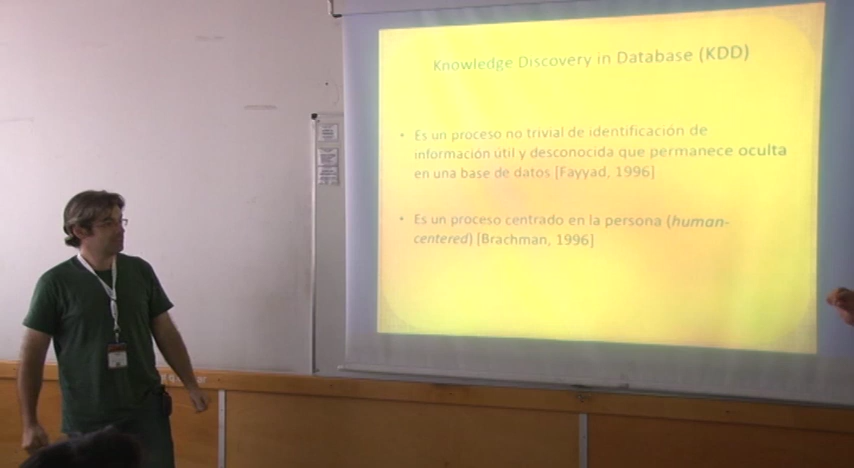 Knowledge Discovery in Database (KDD)
• Es un proceso no trivial de identificación de
información útil y desconocida que permanece oculta
en una base de datos [Fayyad, 1996]
• Es un proceso centrado en la persona (human-
centered) [Brachman, 1996]